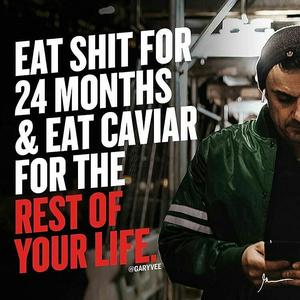 EAT SHIT FOR
24 MONTHS
& EAT CAVIAR
FOR THE
REST OF
YOUR LIFE.
@GARYVEE